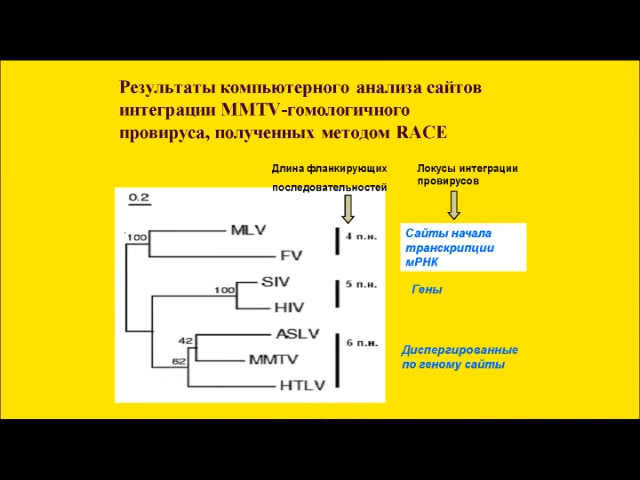 Результаты компьютерного анализа сайтов
интеграции MMTV-гомологичного
провируса, полученных методом RACE
Длина фланкирующих
последовательностей
Локусы интеграции
провирусов
0.2
100
MLV
FV
4 п.н.
Сайты начала
транскрипции
мРНК
100
SIV
HIV
5 п.н.
Гены
42
62
ASLV
MMTV
HTLV
6 п.н.
Диспергированные
по геному сайты